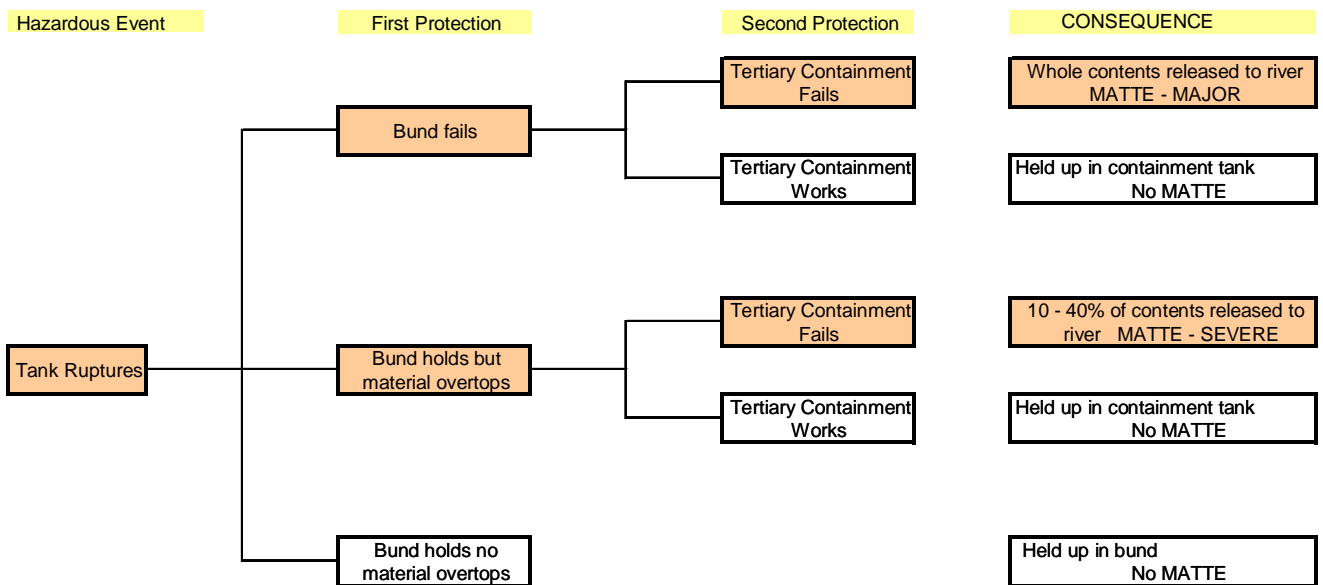 Hazardous Event
First Protection
Second Protection
CONSEQUENCE
Tertiary Containment
Fails
Whole contents released to river
MATTE - MAJOR
Bund fails
Tertiary Containment
Works
Held up in containment tank
No MATTE
Tertiary Containment
Fails
10 - 40% of contents released to
river MATTE - SEVERE
Tank Ruptures
Bund holds but
material overtops
Tertiary Containment
Works
Held up in containment tank
No MATTE
Bund holds no
material overtops
Held up in bund
No MATTE